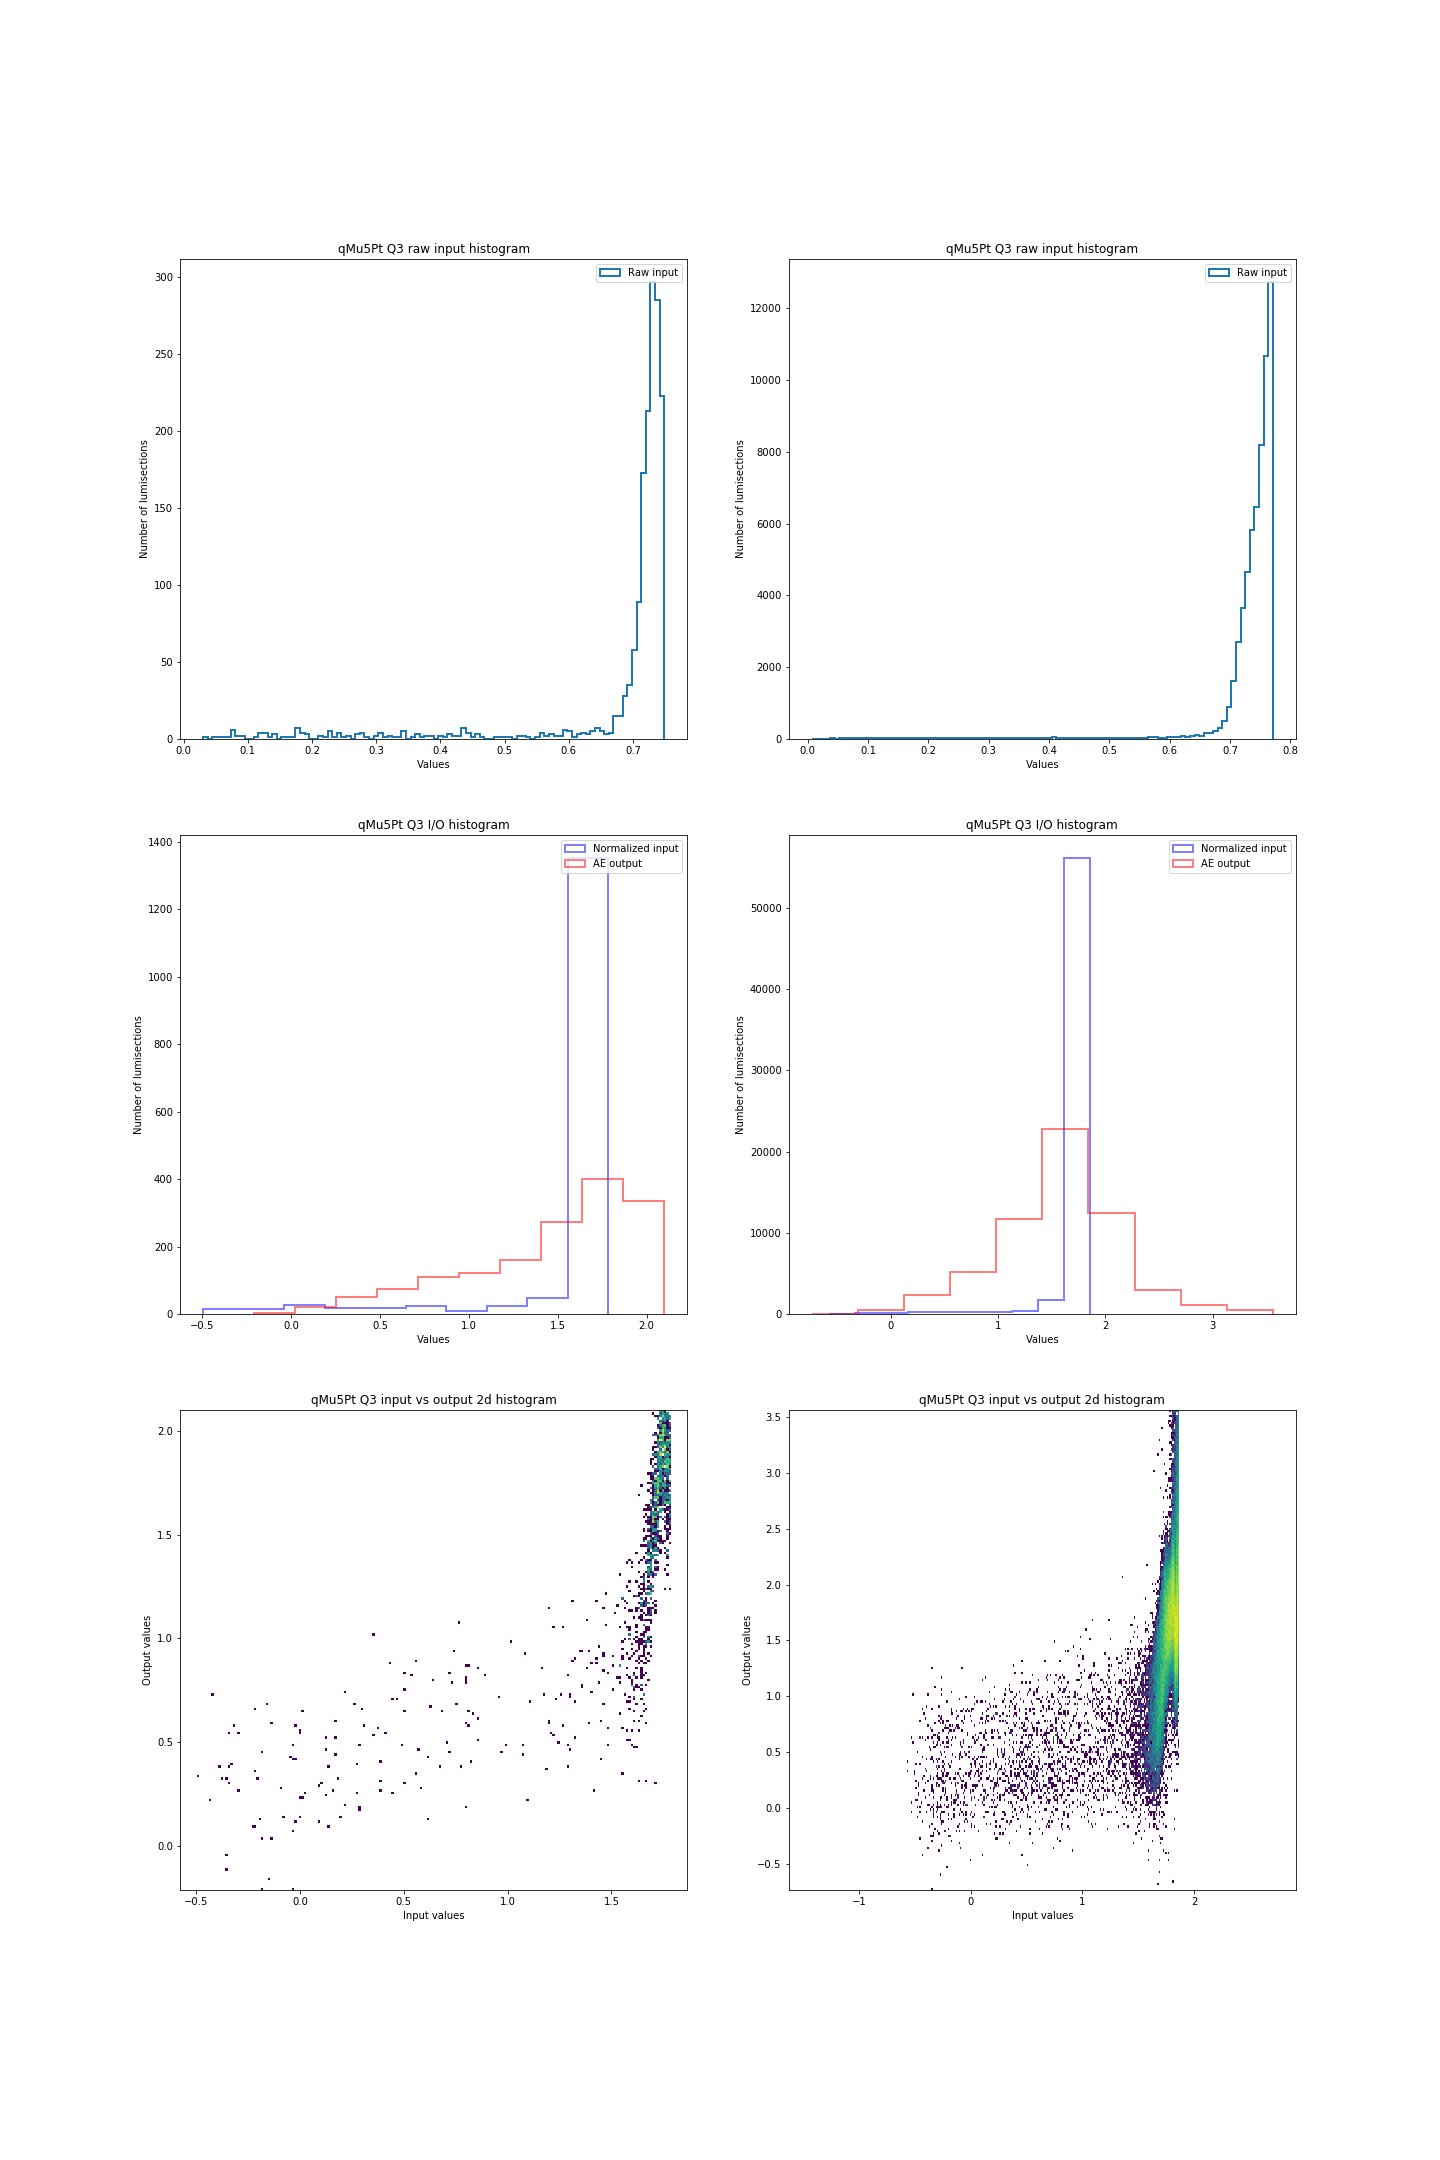 qMu5Pt Q3 raw input histogram
Raw input
300
250
200
150
100
50
0
Number of lumisections
0.0 0.1 0.2 0.3 0.4 0.5 0.6 0.7
Values
qMu5Pt Q3 raw input histogram
Raw input
12000
10000
8000
6000
4000
2000
0
Number of lumisections
0.0 0.1 0.2 0.3 0.4 0.5 0.6 0.7 0.8
Values
qMu5Pt Q3 I/O histogram
Normalized input
AE output
1400
1200
1000
800
600
400
200
0
Number of lumisections
−0.5 0.0 0.5 1.0 1.5 2.0
Values
qMu5Pt Q3 I/O histogram
Normalized input
AE output
50000
40000
30000
20000
10000
0
Number of lumisections
0 1 2 3
Values
qMu5Pt Q3 input vs output 2d histogram
2.0
1.5
1.0
0.5
0.0
Output values
−0.5 0.0 0.5 1.0 1.5
Input values
qMu5Pt Q3 input vs output 2d histogram
3.5
3.0
2.5
2.0
1.5
1.0
0.5
0.0
−0.5
Output values
−1 0 1 2
Input values